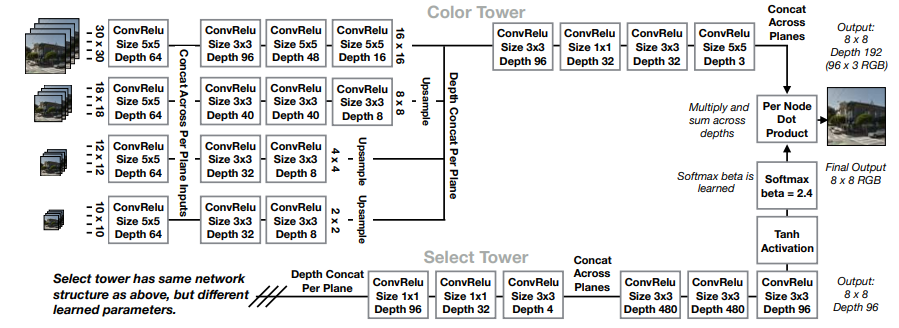 Color Tower
30 x 30
ConvRelu
Size 5x5
Depth 64
Concat Across Per Plane Inputs
ConvRelu
Size 3x3
Depth 96
ConvRelu
Size 5x5
Depth 48
ConvRelu
Size 5x5
Depth 16
16 x 16
18 x 18
ConvRelu
Size 5x5
Depth 64
ConvRelu
Size 3x3
Depth 40
ConvRelu
Size 3x3
Depth 40
ConvRelu
Size 3x3
Depth 8
8 x 8
Upsample
12 x 12
ConvRelu
Size 5x5
Depth 64
ConvRelu
Size 3x3
Depth 32
ConvRelu
Size 3x3
Depth 8
4 x 4
Upsample
10 x 10
ConvRelu
Size 5x5
Depth 64
ConvRelu
Size 3x3
Depth 32
ConvRelu
Size 3x3
Depth 8
2 x 2
Upsample
Depth Concat Per Plane
ConvRelu
Size 3x3
Depth 96
ConvRelu
Size 1x1
Depth 32
ConvRelu
Size 3x3
Depth 32
ConvRelu
Size 5x5
Depth 3
Concat
Across
Planes
Output:
8 x 8
Depth 192
(96 x 3 RGB)
Multiply and
sum across
depths
Per Node
Dot
Product
Final Output
8 x 8 RGB
Softmax beta is
learned
Softmax
beta = 2.4
Tanh
Activation
Select Tower
Select tower has same network
structure as above, but different
learned parameters.
Depth Concat
Per Plane
ConvRelu
Size 1x1
Depth 96
ConvRelu
Size 1x1
Depth 32
ConvRelu
Size 3x3
Depth 4
Concat
Across
Planes
ConvRelu
Size 3x3
Depth 480
ConvRelu
Size 3x3
Depth 480
ConvRelu
Size 3x3
Depth 96
Output:
8 x 8
Depth 96